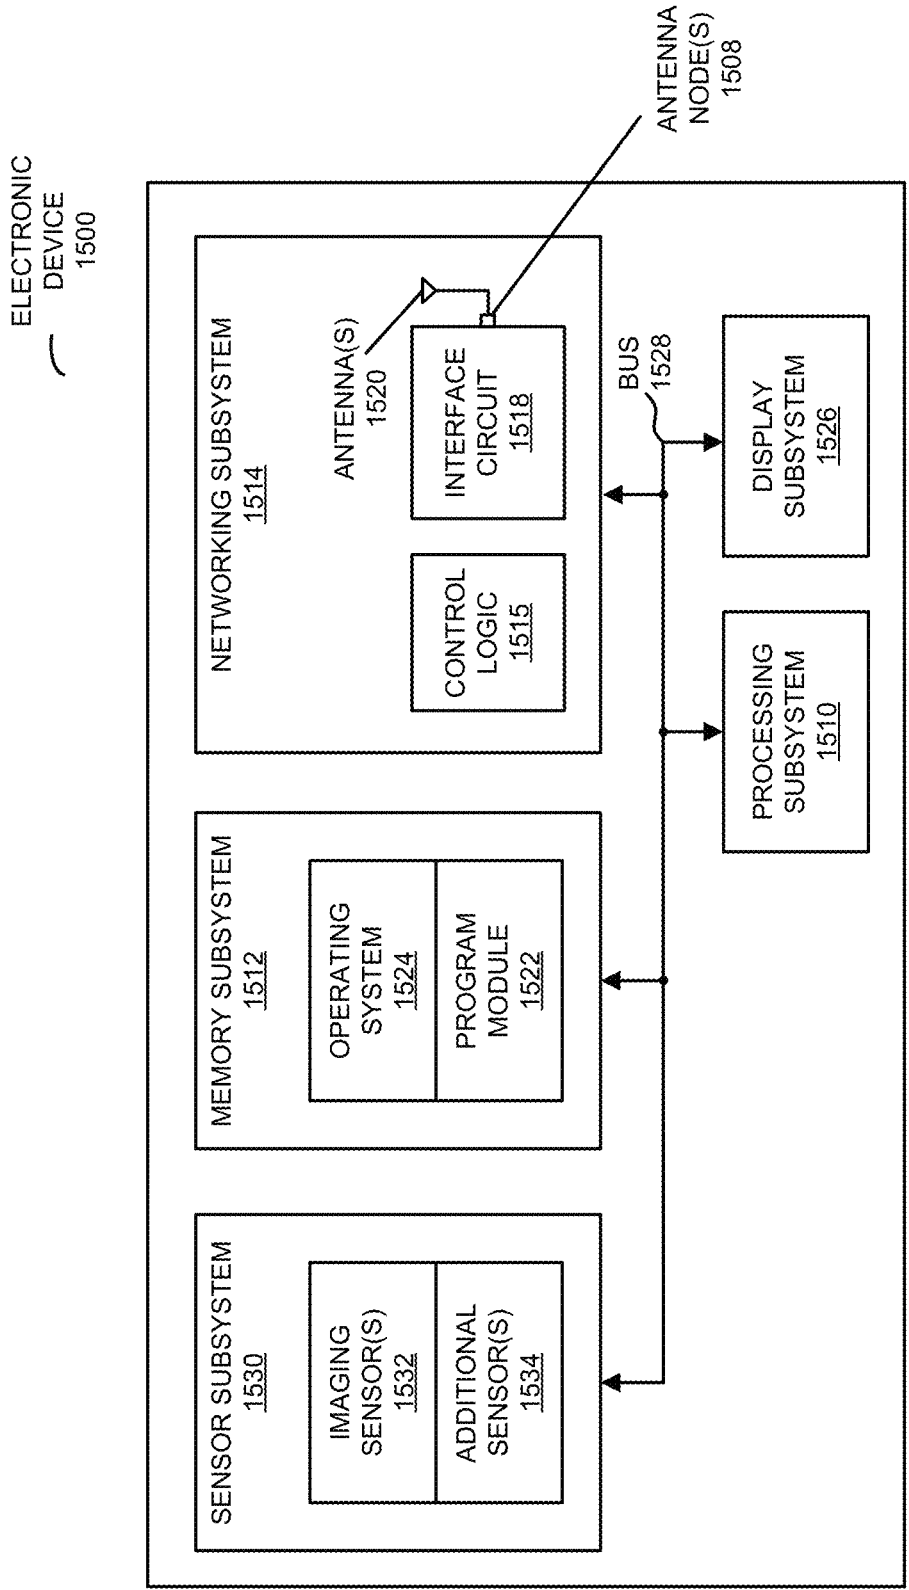 ELECTRONIC
DEVICE
1500
SENSOR SUBSYSTEM
1530
IMAGING
SENSOR(S)
1532
ADDITIONAL
SENSOR(S)
1534
MEMORY SUBSYSTEM
1512
OPERATING
SYSTEM
1524
PROGRAM
MODULE
1522
NETWORKING SUBSYSTEM
1514
ANTENNA(S)
1520
CONTROL
LOGIC
1515
INTERFACE
CIRCUIT
1518
ANTENNA
NODE(S)
1508
BUS
1528
PROCESSING
SUBSYSTEM
1510
DISPLAY
SUBSYSTEM
1526